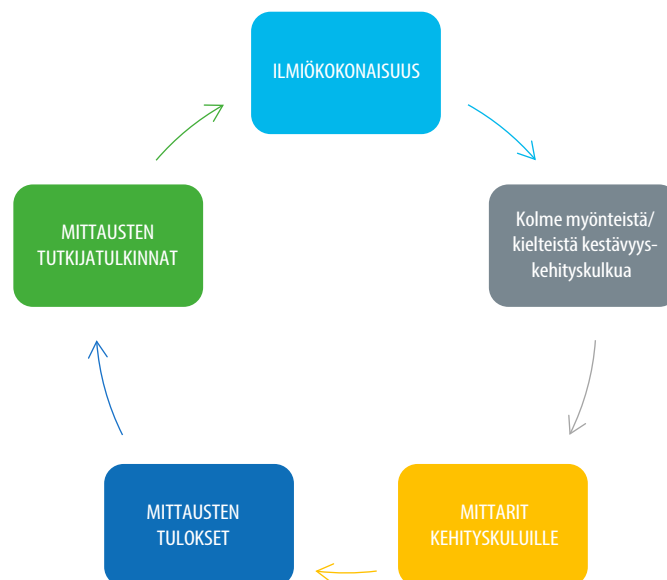 ILMIÖKOKONAISUUS
Kolme myönteistä/
kielteistä kestävyys-
kehityskulkua
MITTARIT
KEHITYSKULUILLE
MITTAUSTEN
TULOKSET
MITTAUSTEN
TUTKIJATULKINNAT